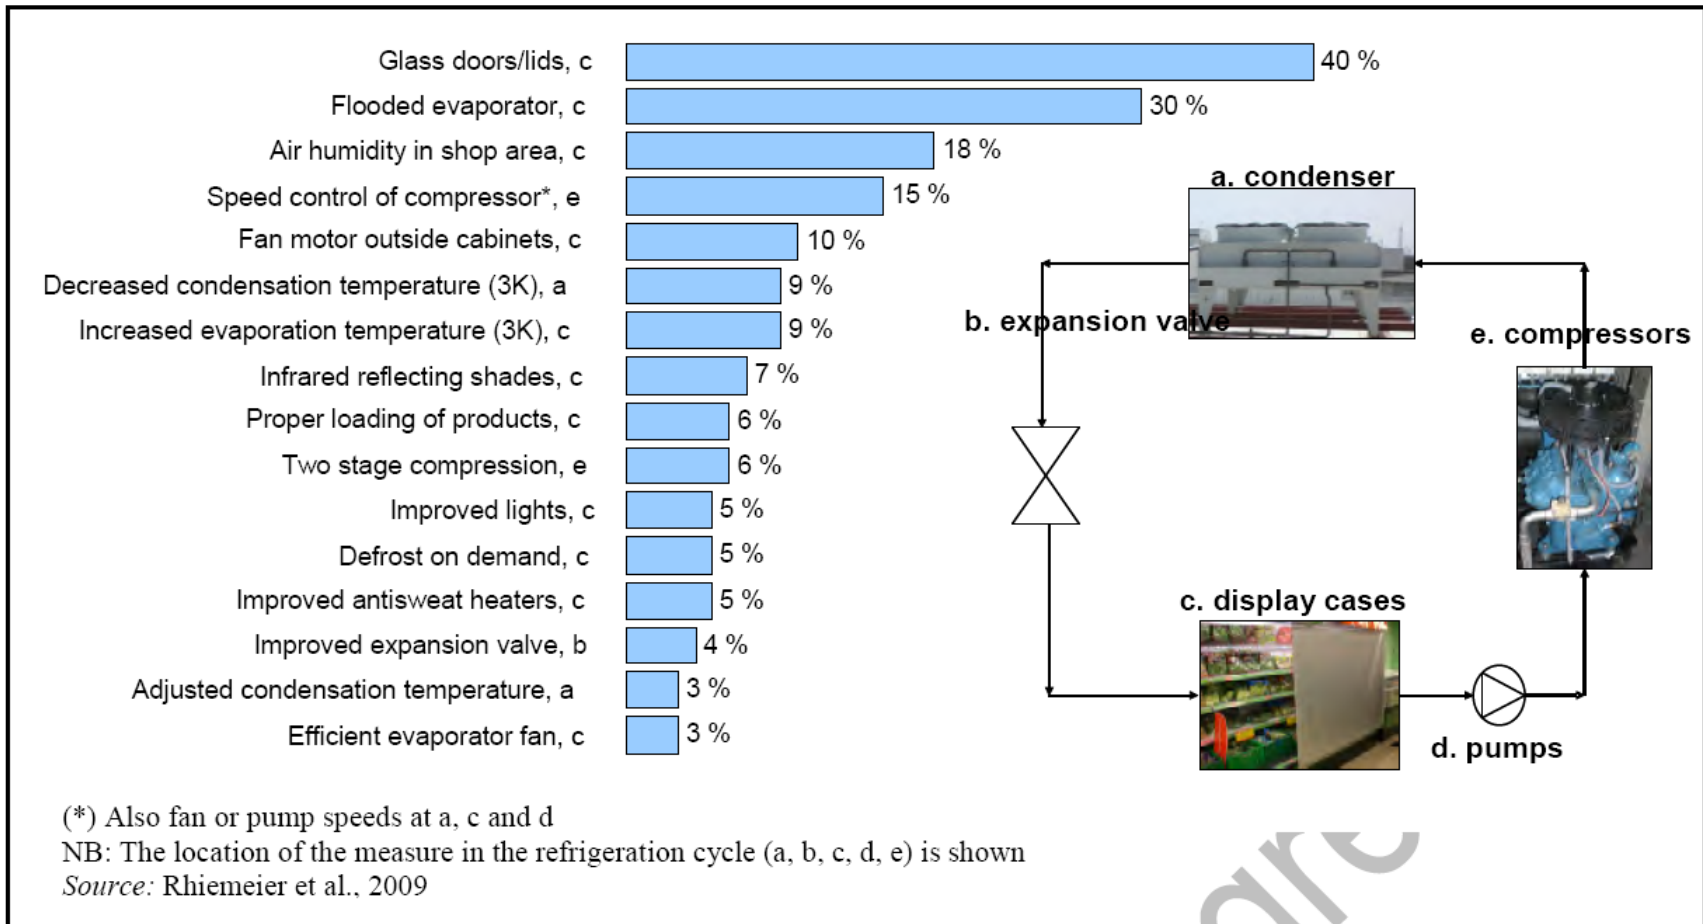 Glass doors/lids, c 40 %
Flooded evaporator, c 30 %
Air humidity in shop area, c 18 %
Speed control of compressor*, e 15 %
Fan motor outside cabinets, c 10 %
Decreased condensation temperature (3K), a 9 %
Increased evaporation temperature (3K), c 9 %
Infrared reflecting shades, c 7 %
Proper loading of products, c 6 %
Two stage compression, e 6 %
Improved lights, c 5 %
Defrost on demand, c 5 %
Improved antisweat heaters, c 5 %
Improved expansion valve, b 4 %
Adjusted condensation temperature, a 3 %
Efficient evaporator fan, c 3 %
a. condenser
b. expansion valve
e. compressors
c. display cases
d. pumps
(*) Also fan or pump speeds at a, c and d
NB: The location of the measure in the refrigeration cycle (a, b, c, d, e) is shown
Source: Rhiemeier et al., 2009